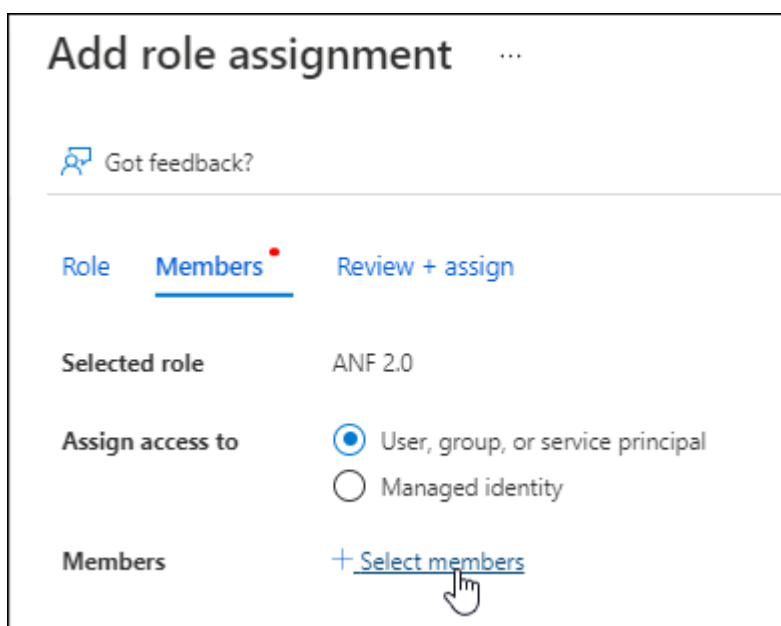 Add role assignment ...
Got feedback?
Role Members Review + assign
Selected role ANF 2.0
Assign access to User, group, or service principal
Managed identity
Members + Select members